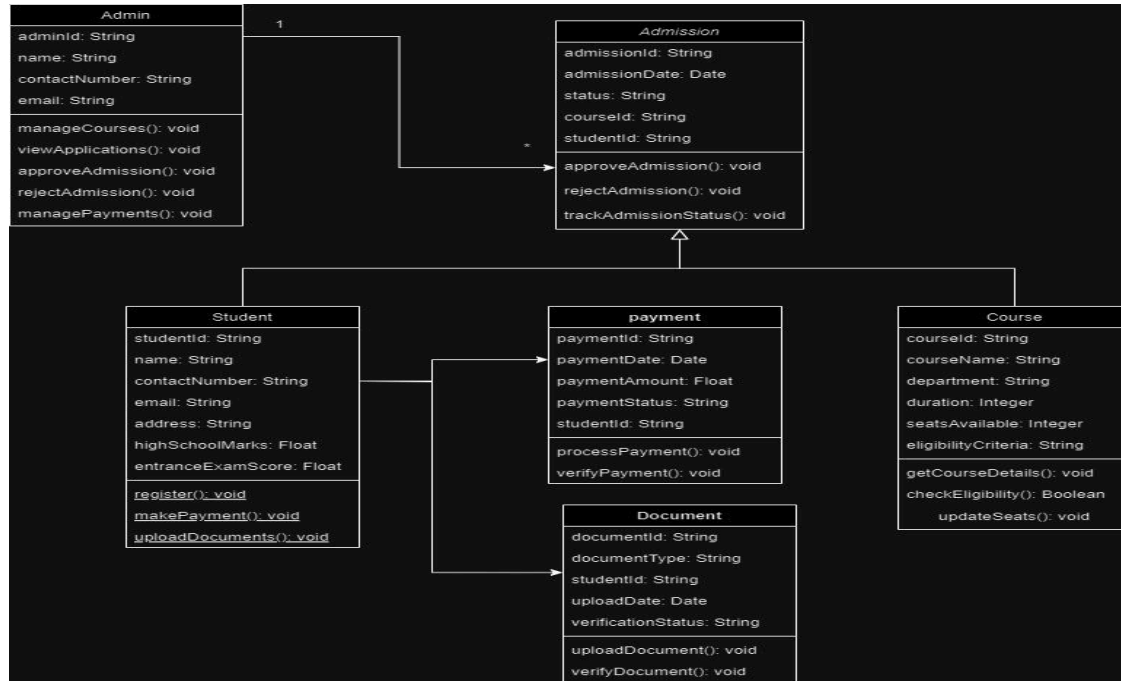 Admin
adminId: String
name: String
contactNumber: String
email: String
manageCourses(): void
viewApplications(): void
approveAdmission(): void
rejectAdmission(): void
managePayments(): void
1
*
Admission
admissionId: String
admissionDate: Date
status: String
courseId: String
studentId: String
approveAdmission(): void
rejectAdmission(): void
trackAdmissionStatus(): void
Student
studentId: String
name: String
contactNumber: String
email: String
address: String
highSchoolMarks: Float
entranceExamScore: Float
register(): void
makePayment(): void
uploadDocuments(): void
payment
paymentId: String
paymentDate: Date
paymentAmount: Float
paymentStatus: String
studentId: String
processPayment(): void
verifyPayment(): void
Document
documentId: String
documentType: String
studentId: String
uploadDate: Date
verificationStatus: String
uploadDocument(): void
verifyDocument(): void
Course
courseId: String
courseName: String
department: String
duration: Integer
seatsAvailable: Integer
eligibilityCriteria: String
getCourseDetails(): void
checkEligibility(): Boolean
updateSeats(): void